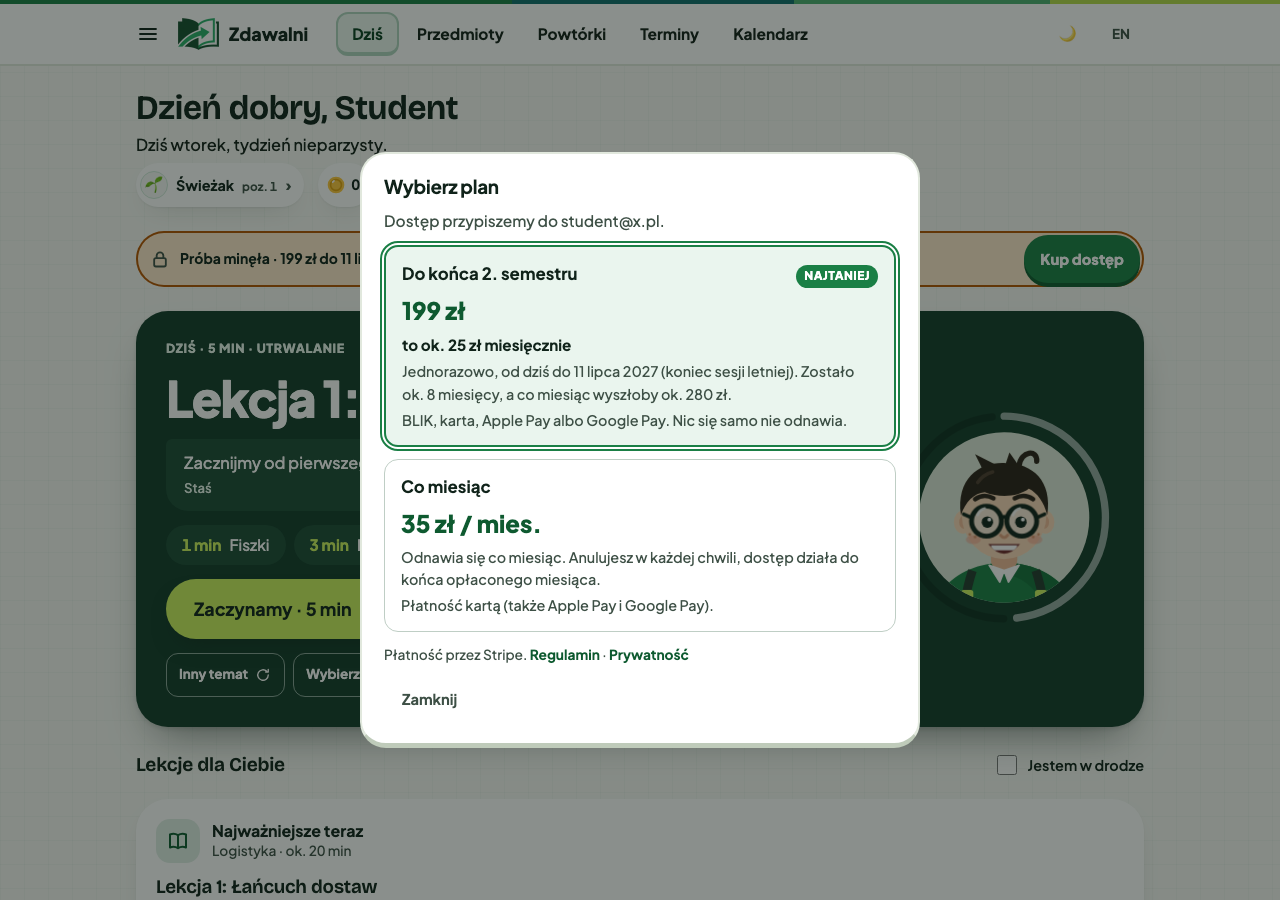 Zdawalni
Dziś
Przedmioty
Powtórki
Terminy
Kalendarz
EN
Dzień dobry, Student
Dziś wtorek, tydzień nieparzysty.
Świeżak poz. 1 ›
0
Próba minęła · 199 zł do 11 li
Kup dostęp
Wybierz plan
Dostęp przypiszemy do student@x.pl.
Do końca 2. semestru
NAJTANIEJ
199 zł
to ok. 25 zł miesięcznie
Jednorazowo, od dziś do 11 lipca 2027 (koniec sesji letniej). Zostało
ok. 8 miesięcy, a co miesiąc wyszłoby ok. 280 zł.
BLIK, karta, Apple Pay albo Google Pay. Nic się samo nie odnawia.
Co miesiąc
35 zł / mies.
Odnawia się co miesiąc. Anulujesz w każdej chwili, dostęp działa do
końca opłaconego miesiąca.
Płatność kartą (także Apple Pay i Google Pay).
Płatność przez Stripe. Regulamin · Prywatność
Zamknij
DZIŚ · 5 MIN · UTRWALANIE
Lekcja 1:
Zacznijmy od pierwsze
Staś
1 min Fiszki
3 min
Zaczynamy · 5 min
Inny temat
Wybierz
Lekcje dla Ciebie
Jestem w drodze
Najważniejsze teraz
Logistyka · ok. 20 min
Lekcja 1: Łańcuch dostaw